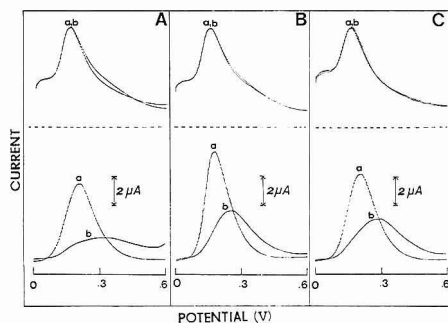 A
a,b
B
a,b
C
a,b
CURRENT
a
2 µA
b
a
2 µA
b
a
2 µA
b
0
.3
.6
0
.3
.6
0
.3
.6
POTENTIAL (V)